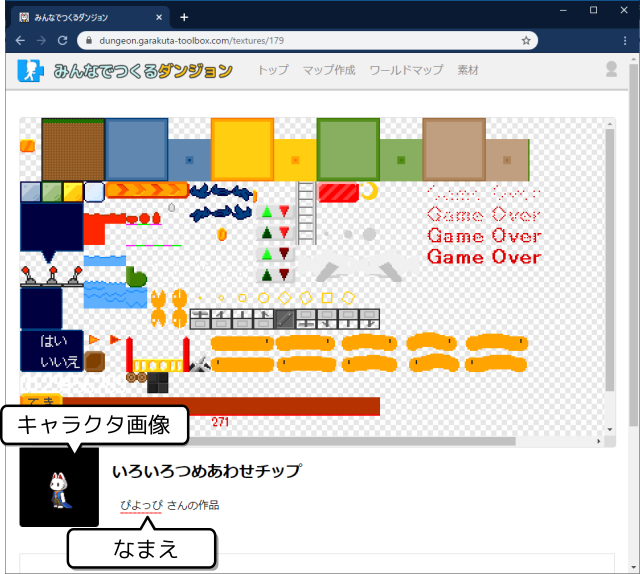 みんなでつくるダンジョン
dungeon.garakuta-toolbox.com/textures/179
みんなでつくるダンジョン
トップ マップ作成 ワールドマップ 素材
Game Over
Game Over
Game Over
Game Over
はい
いいえ
てき
271
キャラクタ画像
いろいろつめあわせチップ
ぴよっぴ さんの作品
なまえ